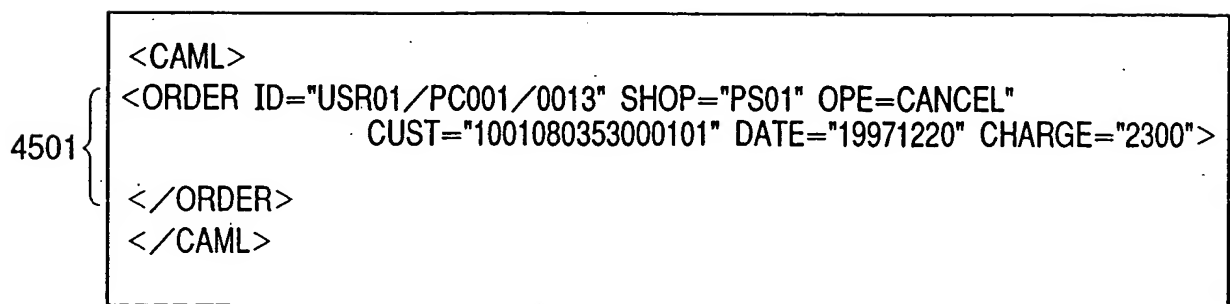 <CAML>
<ORDER ID="USR01/PC001/0013" SHOP="PS01" OPE=CANCEL"
4501
CUST="1001080353000101" DATE="19971220" CHARGE="2300">
</ORDER>
</CAML>